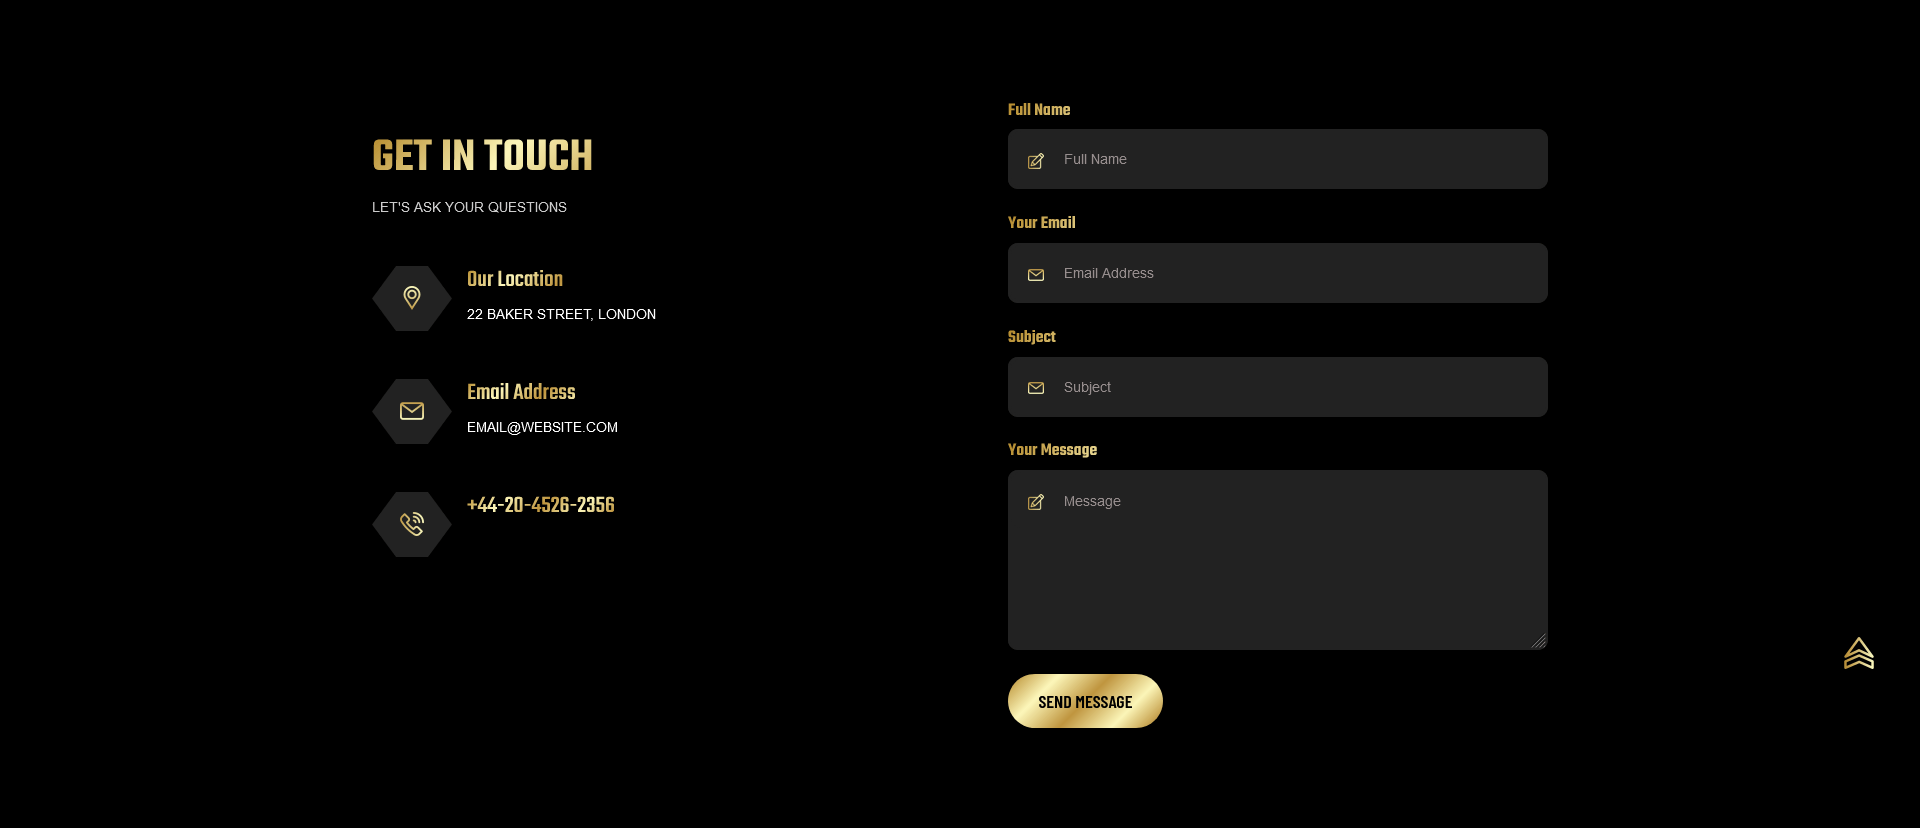 GET IN TOUCH
LET'S ASK YOUR QUESTIONS
Our Location
22 BAKER STREET, LONDON
Email Address
EMAIL@WEBSITE.COM
+44-20-4526-2356
Full Name
Full Name
Your Email
Email Address
Subject
Subject
Your Message
Message
SEND MESSAGE